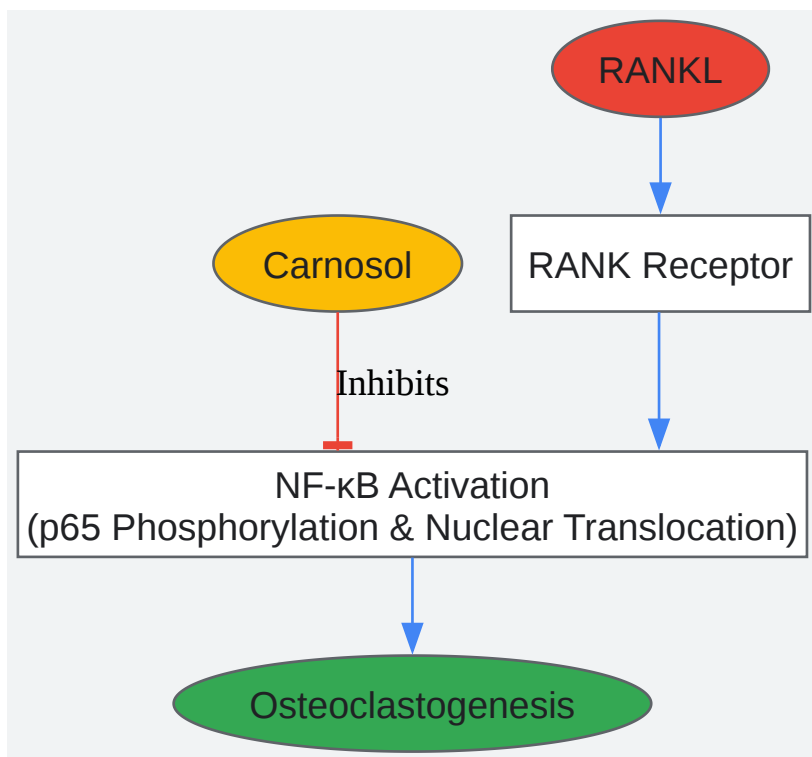 RANKL
Carnosol
RANK Receptor
Inhibits
NF-κB Activation
(p65 Phosphorylation & Nuclear Translocation)
Osteoclastogenesis